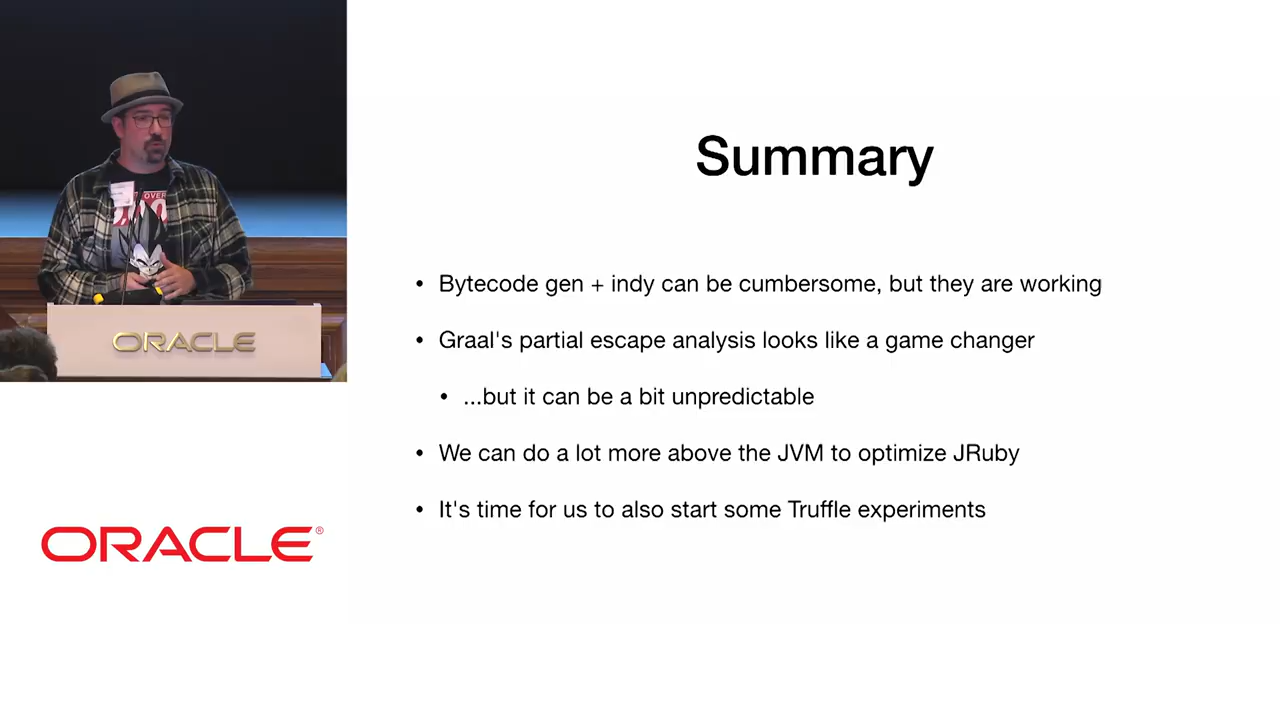 OVER
ORACLE
ORACLE®
Summary
• Bytecode gen + indy can be cumbersome, but they are working
• Graal's partial escape analysis looks like a game changer
• ...but it can be a bit unpredictable
• We can do a lot more above the JVM to optimize JRuby
• It's time for us to also start some Truffle experiments